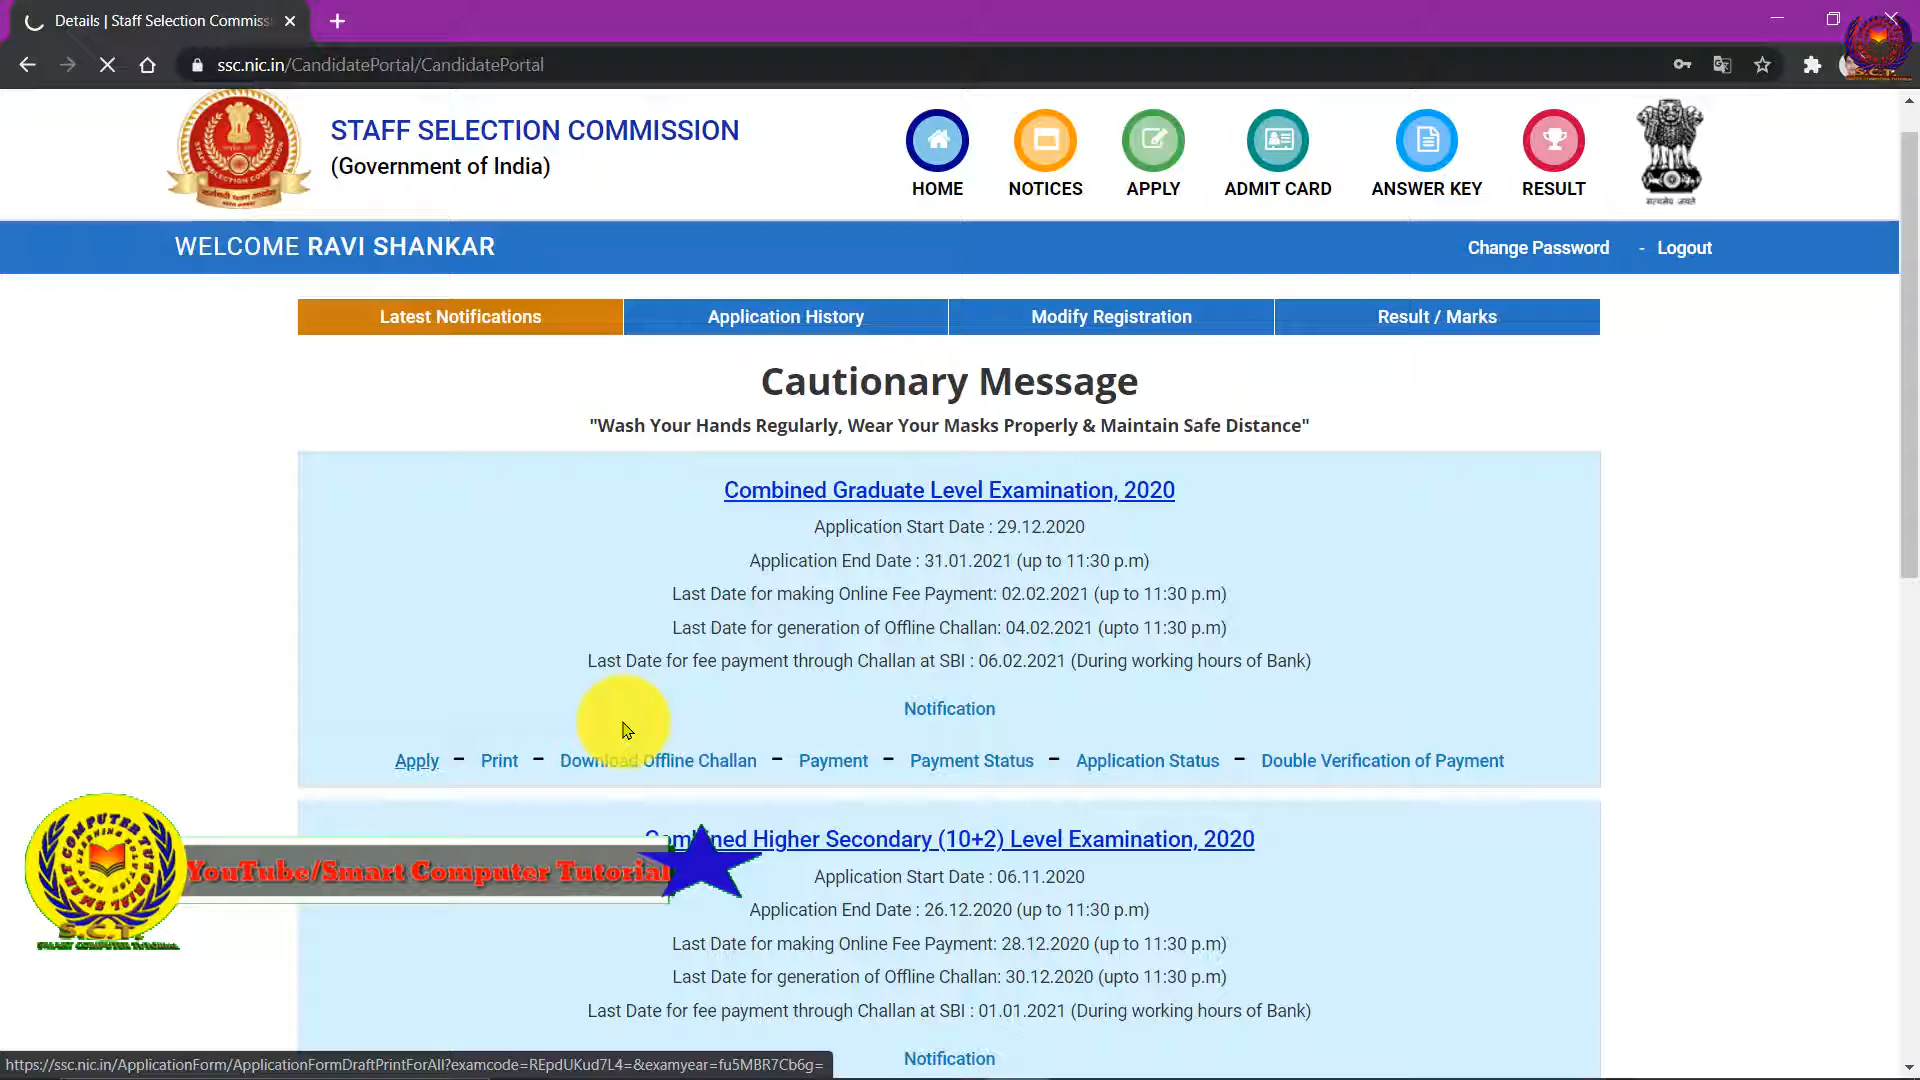 Details | Staff Selection Commiss
ssc.nic.in/CandidatePortal/CandidatePortal
STAFF SELECTION COMMISSION
(Government of India)
HOME
NOTICES
APPLY
ADMIT CARD
ANSWER KEY
RESULT
सत्यमेव जयते
WELCOME RAVI SHANKAR
Change Password - Logout
Latest Notifications
Application History
Modify Registration
Result / Marks
Cautionary Message
"Wash Your Hands Regularly, Wear Your Masks Properly & Maintain Safe Distance"
Combined Graduate Level Examination, 2020
Application Start Date : 29.12.2020
Application End Date : 31.01.2021 (up to 11:30 p.m)
Last Date for making Online Fee Payment: 02.02.2021 (up to 11:30 p.m)
Last Date for generation of Offline Challan: 04.02.2021 (upto 11:30 p.m)
Last Date for fee payment through Challan at SBI : 06.02.2021 (During working hours of Bank)
Notification
Apply – Print – Download Offline Challan – Payment – Payment Status – Application Status – Double Verification of Payment
Higher Secondary (10+2) Level Examination, 2020
Application Start Date : 06.11.2020
Application End Date : 26.12.2020 (up to 11:30 p.m)
Last Date for making Online Fee Payment: 28.12.2020 (up to 11:30 p.m)
Last Date for generation of Offline Challan: 30.12.2020 (upto 11:30 p.m)
Last Date for fee payment through Challan at SBI : 01.01.2021 (During working hours of Bank)
Notification
COMPUTER TUTORIAL SMART
S.C.T.
SMART COMPUTER TUTORIAL
YouTube/Smart Computer Tutorial
https://ssc.nic.in/ApplicationForm/ApplicationFormDraftPrintForAll?examcode=REpdUKud7L4=&examyear=fu5MBR7Cb6g=